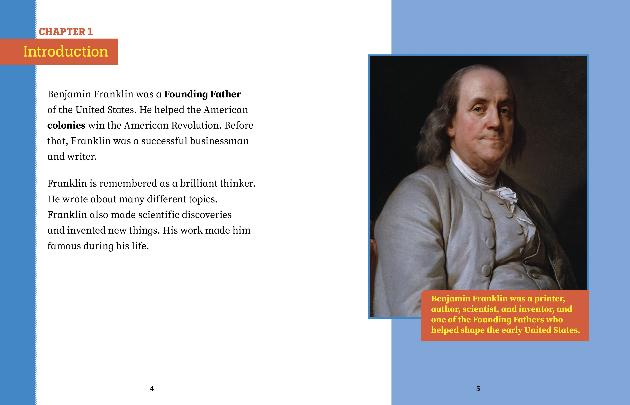 CHAPTER 1
Introduction
Benjamin Franklin was a Founding Father
of the United States. He helped the American
colonies win the American Revolution. Before
that, Franklin was a successful businessman
and writer.
Franklin is remembered as a brilliant thinker.
He wrote about many different topics.
Franklin also made scientific discoveries
and invented new things. His work made him
famous during his life.
Benjamin Franklin was a printer,
author, scientist, and inventor, and
one of the Founding Fathers who
helped shape the early United States.
4
5